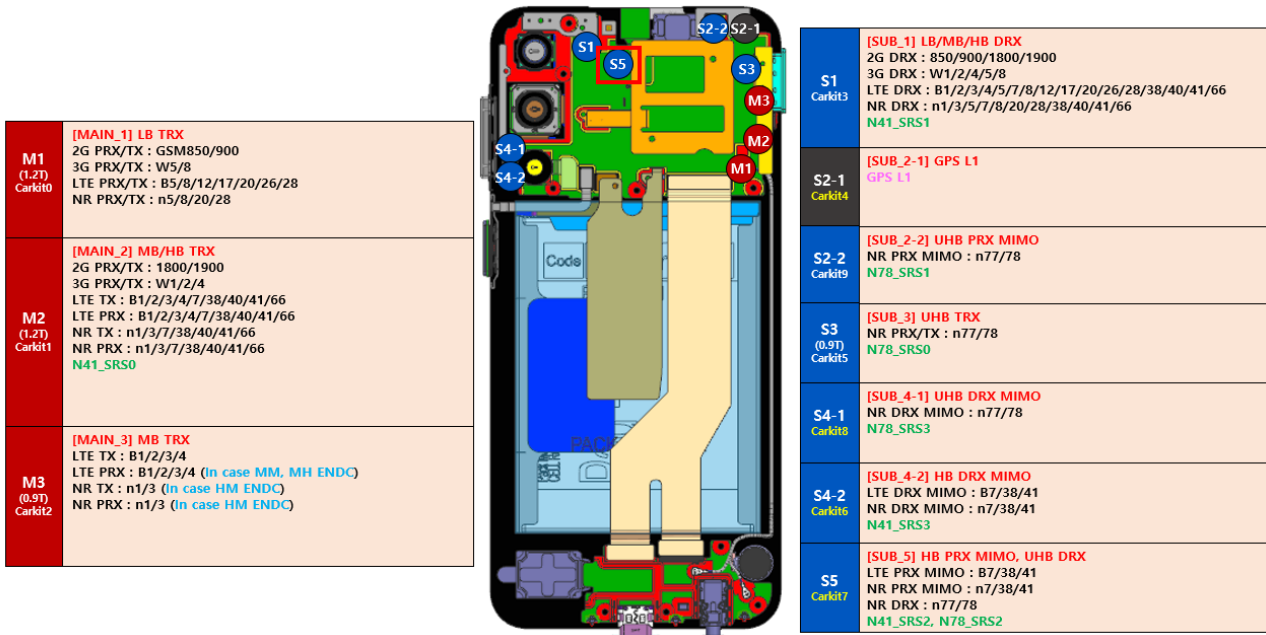 M1
(1.2T)
Carkit0
[MAIN_1] LB TRX
2G PRX/TX : GSM850/900
3G PRX/TX : W5/8
LTE PRX/TX : B5/8/12/17/20/26/28
NR PRX/TX : n5/8/20/28
M2
(1.2T)
Carkit1
[MAIN_2] MB/HB TRX
2G PRX/TX : 1800/1900
3G PRX/TX : W1/2/4
LTE TX : B1/2/3/4/7/38/40/41/66
LTE PRX : B1/2/3/4/7/38/40/41/66
NR TX : n1/3/7/38/40/41/66
NR PRX : n1/3/7/38/40/41/66
N41_SRS0
M3
(0.9T)
Carkit2
[MAIN_3] MB TRX
LTE TX : B1/2/3/4
LTE PRX : B1/2/3/4 (In case MM, MH ENDC)
NR TX : n1/3 (In case HM ENDC)
NR PRX : n1/3 (In case HM ENDC)
S2-2
S2-1
S1
S5
S3
M3
M2
M1
S4-1
S4-2
Code
S1
Carkit3
[SUB_1] LB/MB/HB DRX
2G DRX : 850/900/1800/1900
3G DRX : W1/2/4/5/8
LTE DRX : B1/2/3/4/5/7/8/12/17/20/26/28/38/40/41/66
NR DRX : n1/3/5/7/8/20/28/38/40/41/66
N41_SRS1
S2-1
Carkit4
[SUB_2-1] GPS L1
GPS L1
S2-2
Carkit9
[SUB_2-2] UHB PRX MIMO
NR PRX MIMO : n77/78
N78_SRS1
S3
(0.9T)
Carkit5
[SUB_3] UHB TRX
NR PRX/TX : n77/78
N78_SRS0
S4-1
Carkit8
[SUB_4-1] UHB DRX MIMO
NR DRX MIMO : n77/78
N78_SRS3
S4-2
Carkit6
[SUB_4-2] HB DRX MIMO
LTE DRX MIMO : B7/38/41
NR DRX MIMO : n7/38/41
N41_SRS3
S5
Carkit7
[SUB_5] HB PRX MIMO, UHB DRX
LTE PRX MIMO : B7/38/41
NR PRX MIMO : n7/38/41
NR DRX : n77/78
N41_SRS2, N78_SRS2